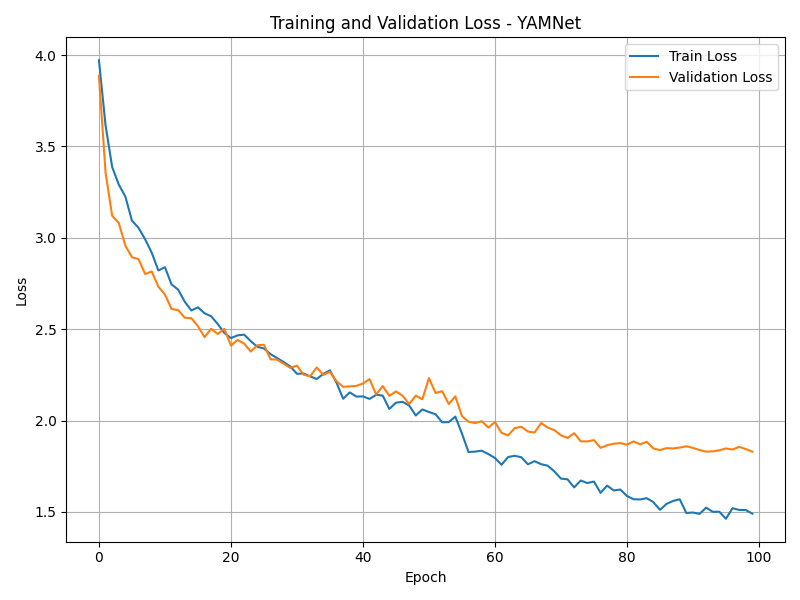 Training and Validation Loss - YAMNet
Train Loss
Validation Loss
4.0
3.5
3.0
2.5
2.0
1.5
Loss
0 20 40 60 80 100
Epoch